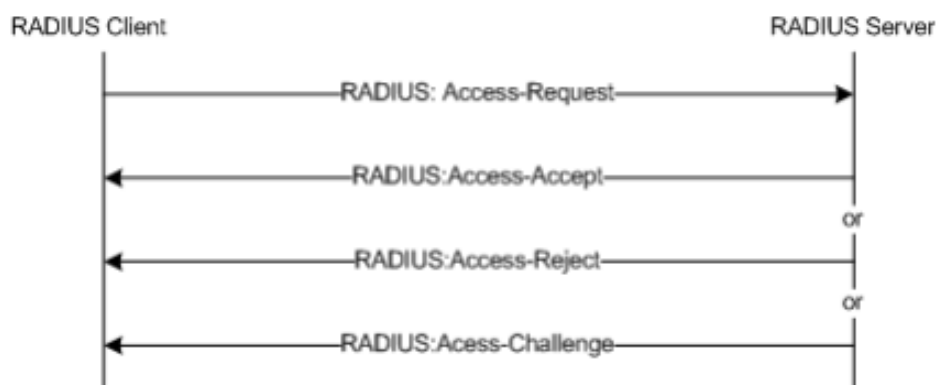 RADIUS Client
RADIUS Server
RADIUS: Access-Request
RADIUS:Access-Accept
or
RADIUS:Access-Reject
or
RADIUS:Acess-Challenge